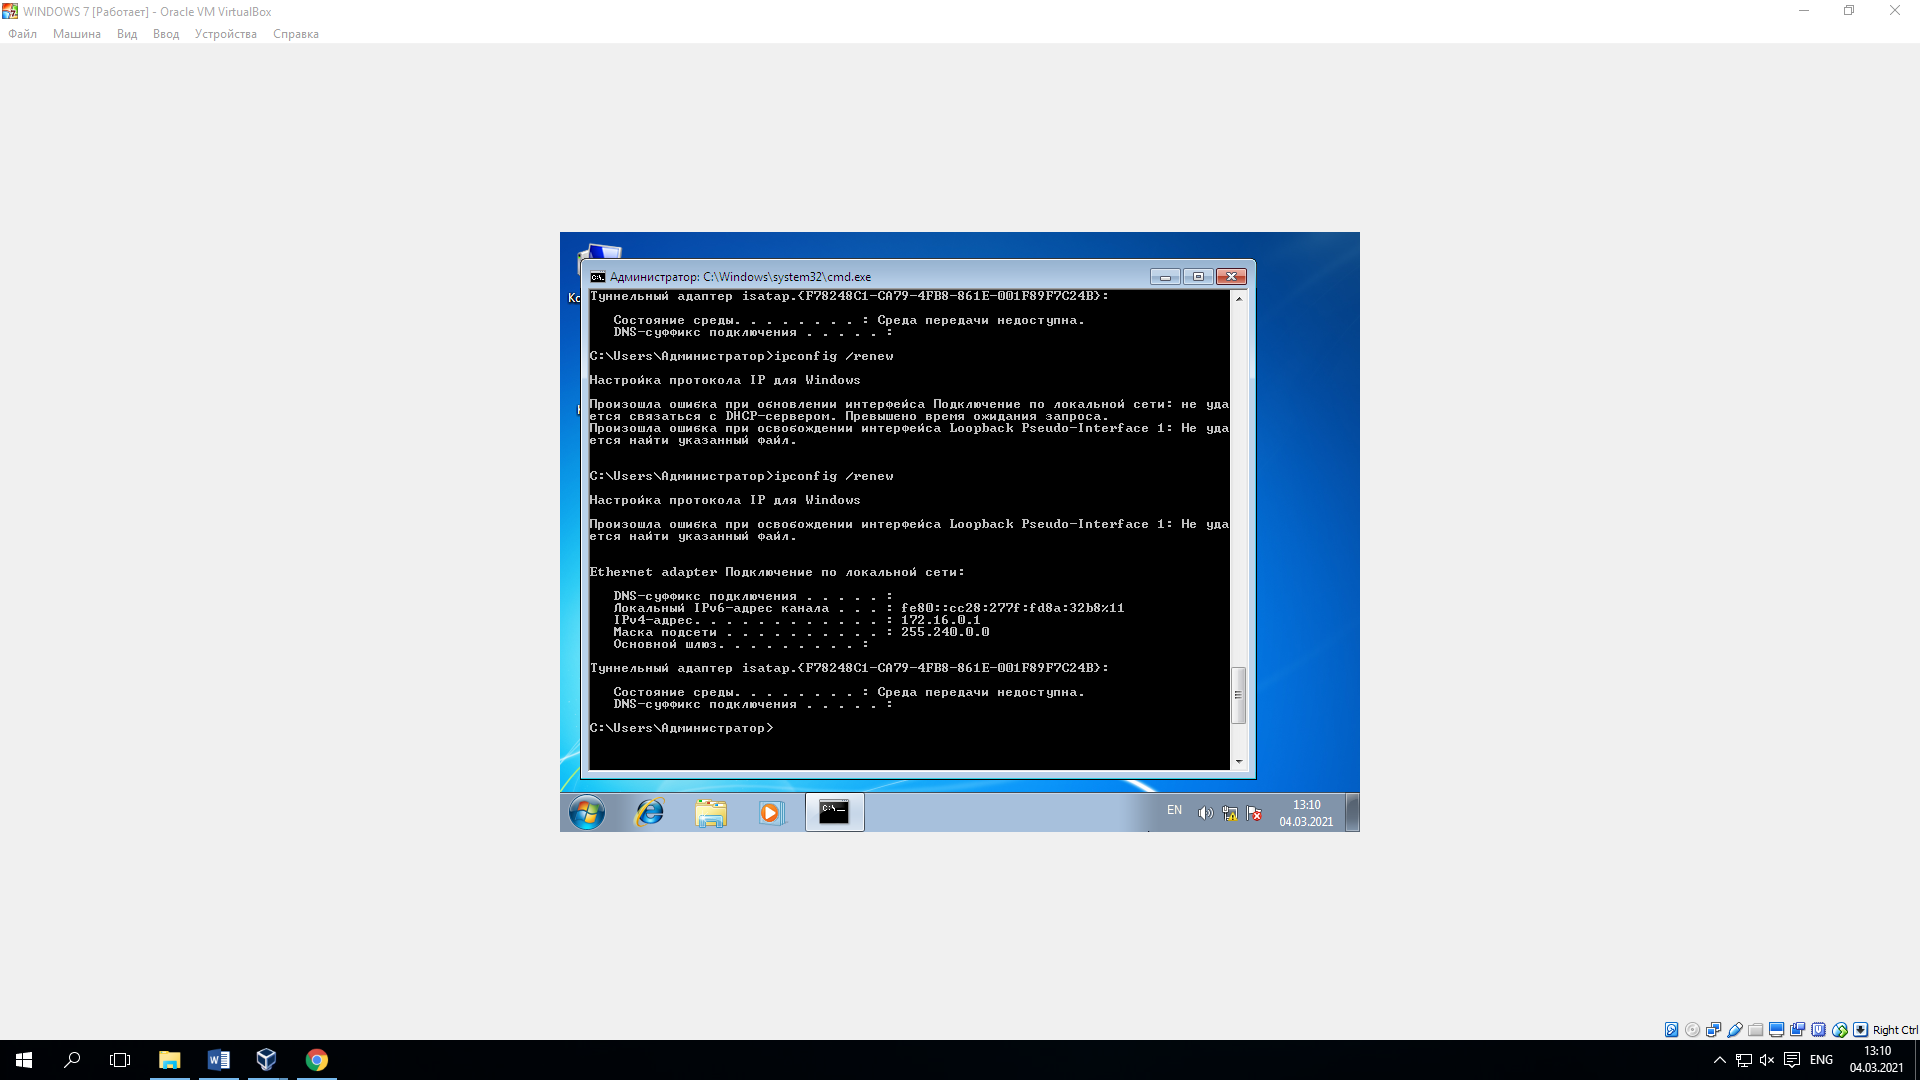 WINDOWS 7 [Работает] - Oracle VM VirtualBox
Файл Машина Вид Ввод Устройства Справка
Администратор: C:\Windows\system32\cmd.exe
Туннельный адаптер isatap.{F78248C1-CA79-4FB8-861E-001F89F7C24B}:
Состояние среды. . . . . . . . : Среда передачи недоступна.
DNS-суффикс подключения . . . . . :
C:\Users\Администратор>ipconfig /renew
Настройка протокола IP для Windows
Произошла ошибка при обновлении интерфейса Подключение по локальной сети: не уда
ется связаться с DHCP-сервером. Превышено время ожидания запроса.
Произошла ошибка при освобождении интерфейса Loopback Pseudo-Interface 1: Не уда
ется найти указанный файл.
C:\Users\Администратор>ipconfig /renew
Настройка протокола IP для Windows
Произошла ошибка при освобождении интерфейса Loopback Pseudo-Interface 1: Не уда
ется найти указанный файл.
Ethernet adapter Подключение по локальной сети:
DNS-суффикс подключения . . . . . :
Локальный IPv6-адрес канала . . . : fe80::cc28:277f:fd8a:32b8%11
IPv4-адрес. . . . . . . . . . . . : 172.16.0.1
Маска подсети . . . . . . . . . . : 255.240.0.0
Основной шлюз. . . . . . . . . :
Туннельный адаптер isatap.{F78248C1-CA79-4FB8-861E-001F89F7C24B}:
Состояние среды. . . . . . . . : Среда передачи недоступна.
DNS-суффикс подключения . . . . . :
C:\Users\Администратор>
EN
13:10
04.03.2021
Right Ctrl
ENG
13:10
04.03.2021